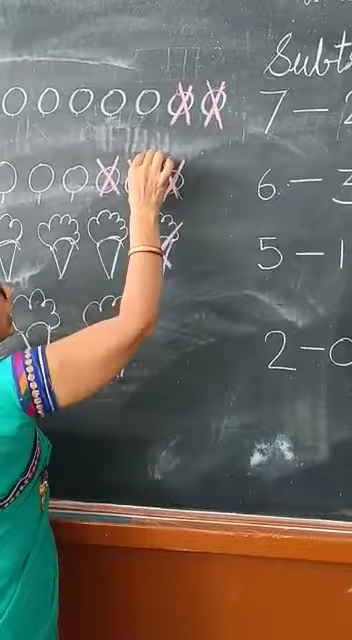 Subt
7 – 2
6 – 3
5 – 1
2 – 0